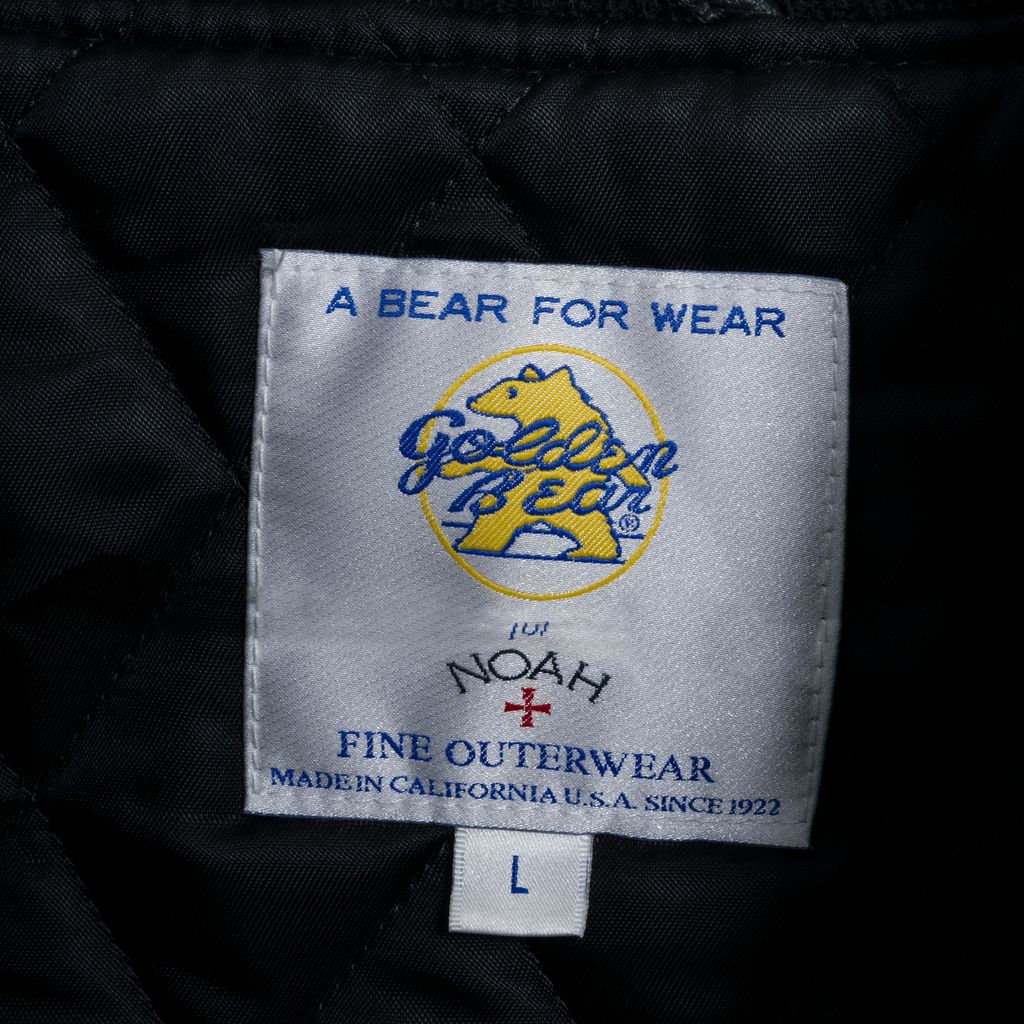 A BEAR FOR WEAR
Golden
Bear
®
for
NOAH
FINE OUTERWEAR
MADE IN CALIFORNIA U.S.A. SINCE 1922
L